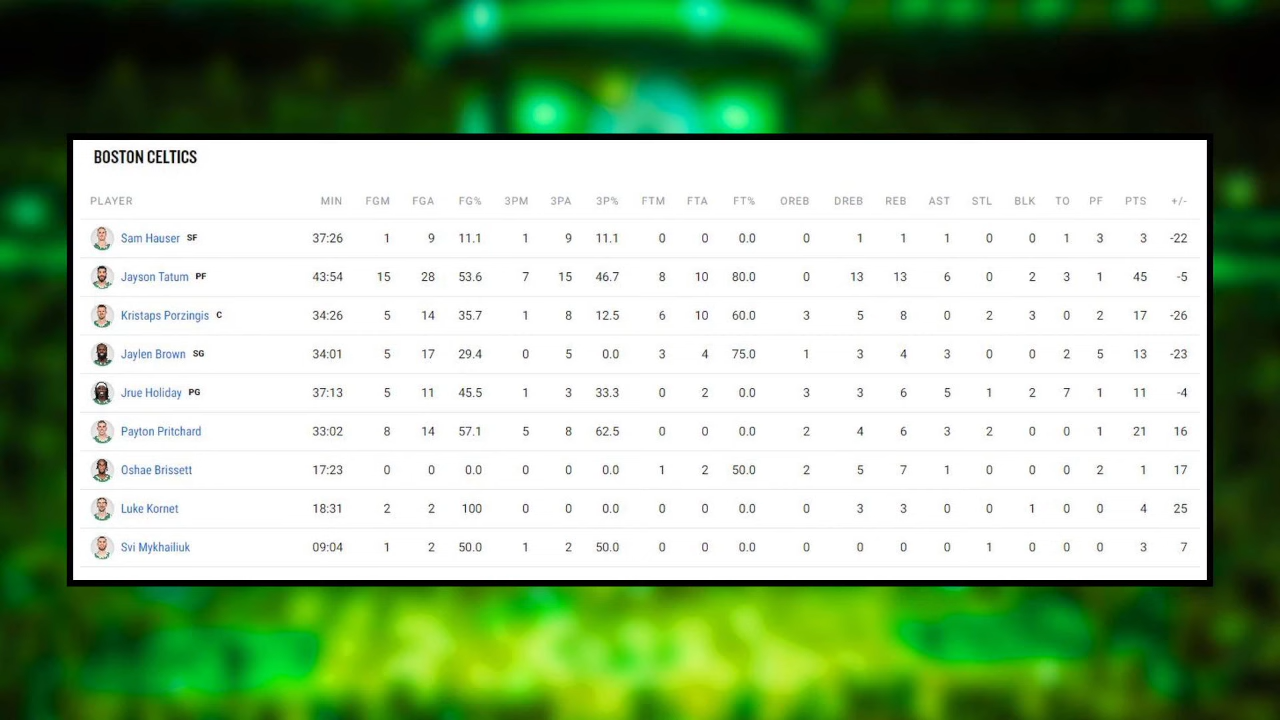 BOSTON CELTICS
PLAYER MIN FGM FGA FG% 3PM 3PA 3P% FTM FTA FT% OREB DREB REB AST STL BLK TO PF PTS +/-
Sam Hauser SF 37:26 1 9 11.1 1 9 11.1 0 0 0.0 0 1 1 1 0 0 1 3 3 -22
Jayson Tatum PF 43:54 15 28 53.6 7 15 46.7 8 10 80.0 0 13 13 6 0 2 3 1 45 -5
Kristaps Porzingis C 34:26 5 14 35.7 1 8 12.5 6 10 60.0 3 5 8 0 2 3 0 2 17 -26
Jaylen Brown SG 34:01 5 17 29.4 0 5 0.0 3 4 75.0 1 3 4 3 0 0 2 5 13 -23
Jrue Holiday PG 37:13 5 11 45.5 1 3 33.3 0 2 0.0 3 3 6 5 1 2 7 1 11 -4
Payton Pritchard 33:02 8 14 57.1 5 8 62.5 0 0 0.0 2 4 6 3 2 0 0 1 21 16
Oshae Brissett 17:23 0 0 0.0 0 0 0.0 1 2 50.0 2 5 7 1 0 0 0 2 1 17
Luke Kornet 18:31 2 2 100 0 0 0.0 0 0 0.0 0 3 3 0 0 1 0 0 4 25
Svi Mykhailiuk 09:04 1 2 50.0 1 2 50.0 0 0 0.0 0 0 0 0 1 0 0 0 3 7